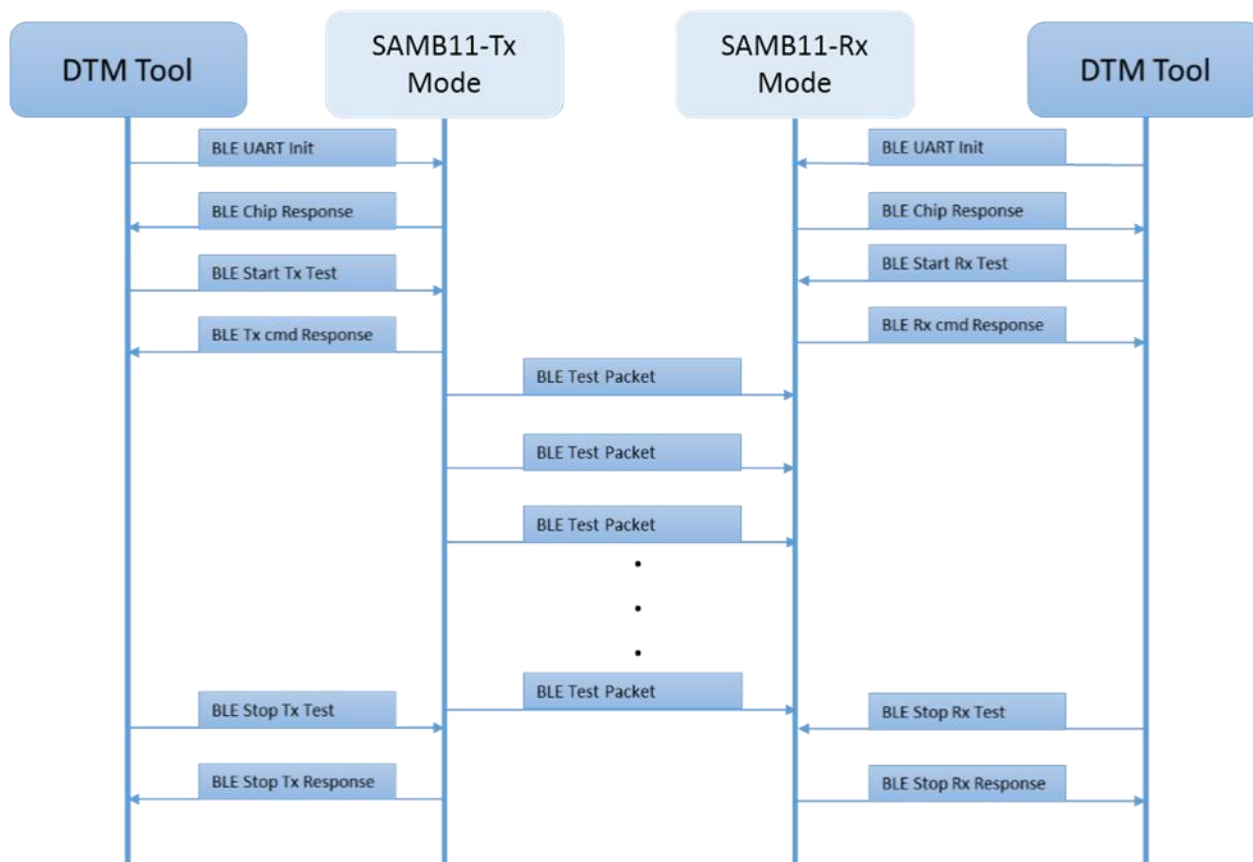 DTM Tool
SAMB11-Tx
Mode
SAMB11-Rx
Mode
DTM Tool
BLE UART Init
BLE UART Init
BLE Chip Response
BLE Chip Response
BLE Start Tx Test
BLE Start Rx Test
BLE Tx cmd Response
BLE Rx cmd Response
BLE Test Packet
BLE Test Packet
BLE Test Packet
BLE Test Packet
BLE Stop Tx Test
BLE Stop Rx Test
BLE Stop Tx Response
BLE Stop Rx Response